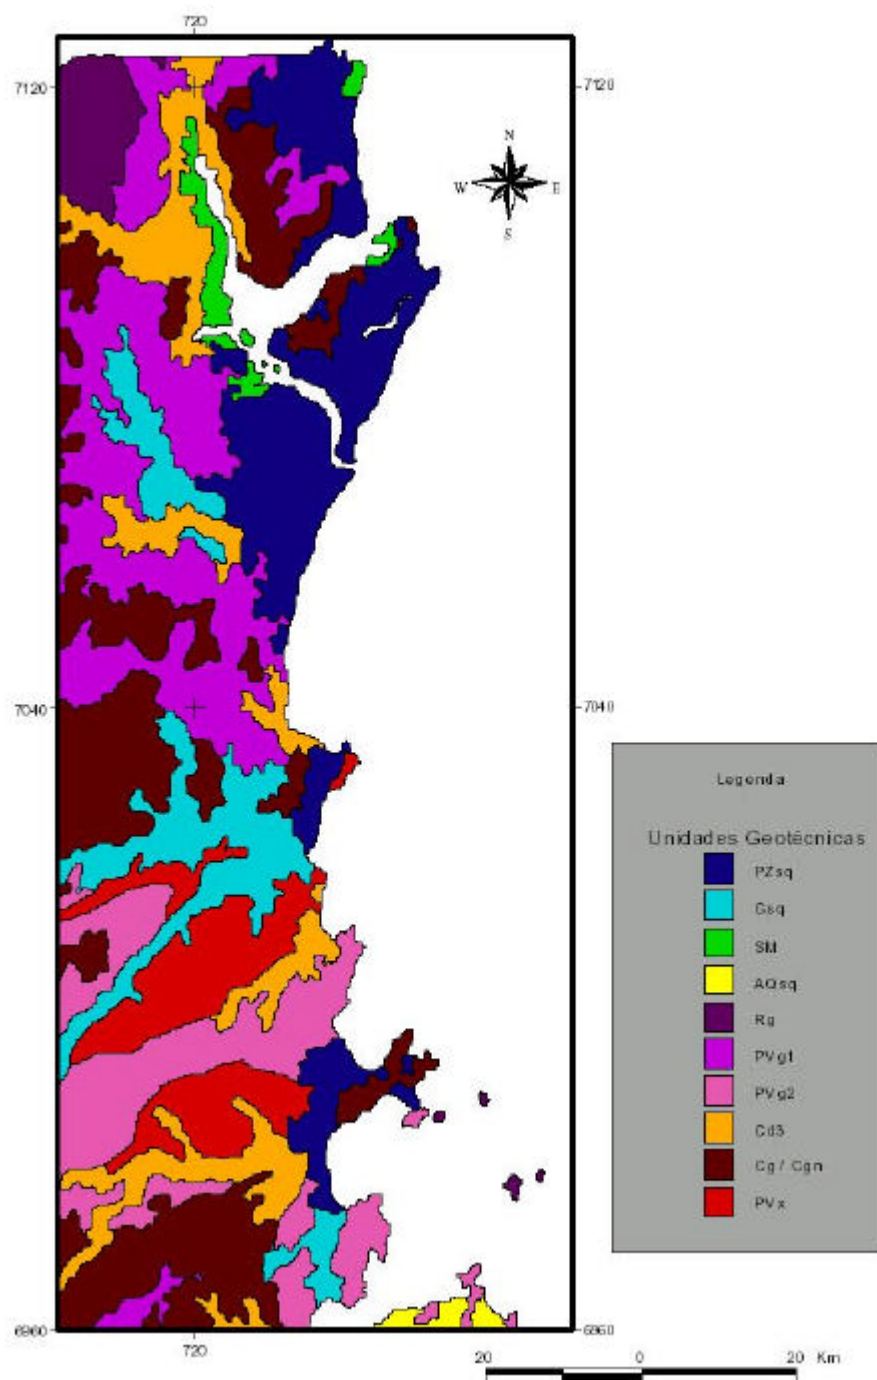 720
7120
7120
N
W
E
S
7040
7040
Legenda
Unidades Geotécnicas
PZsq
Gsq
SM
AQsq
Rg
PVg1
PVg2
Cd3
Cg / Cgn
PVx
6960
6960
720
20
0
20 Km